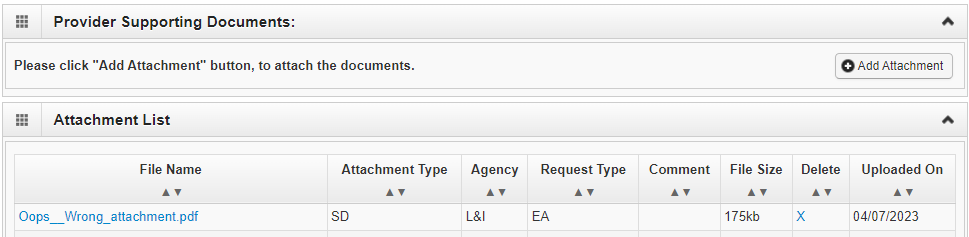 Provider Supporting Documents:
Please click "Add Attachment" button, to attach the documents. Add Attachment
Attachment List
File Name Attachment Type Agency Request Type Comment File Size Delete Uploaded On
▲▼ ▲▼ ▲▼ ▲▼ ▲▼ ▲▼ ▲▼ ▲▼
Oops__Wrong_attachment.pdf SD L&I EA 175kb X 04/07/2023